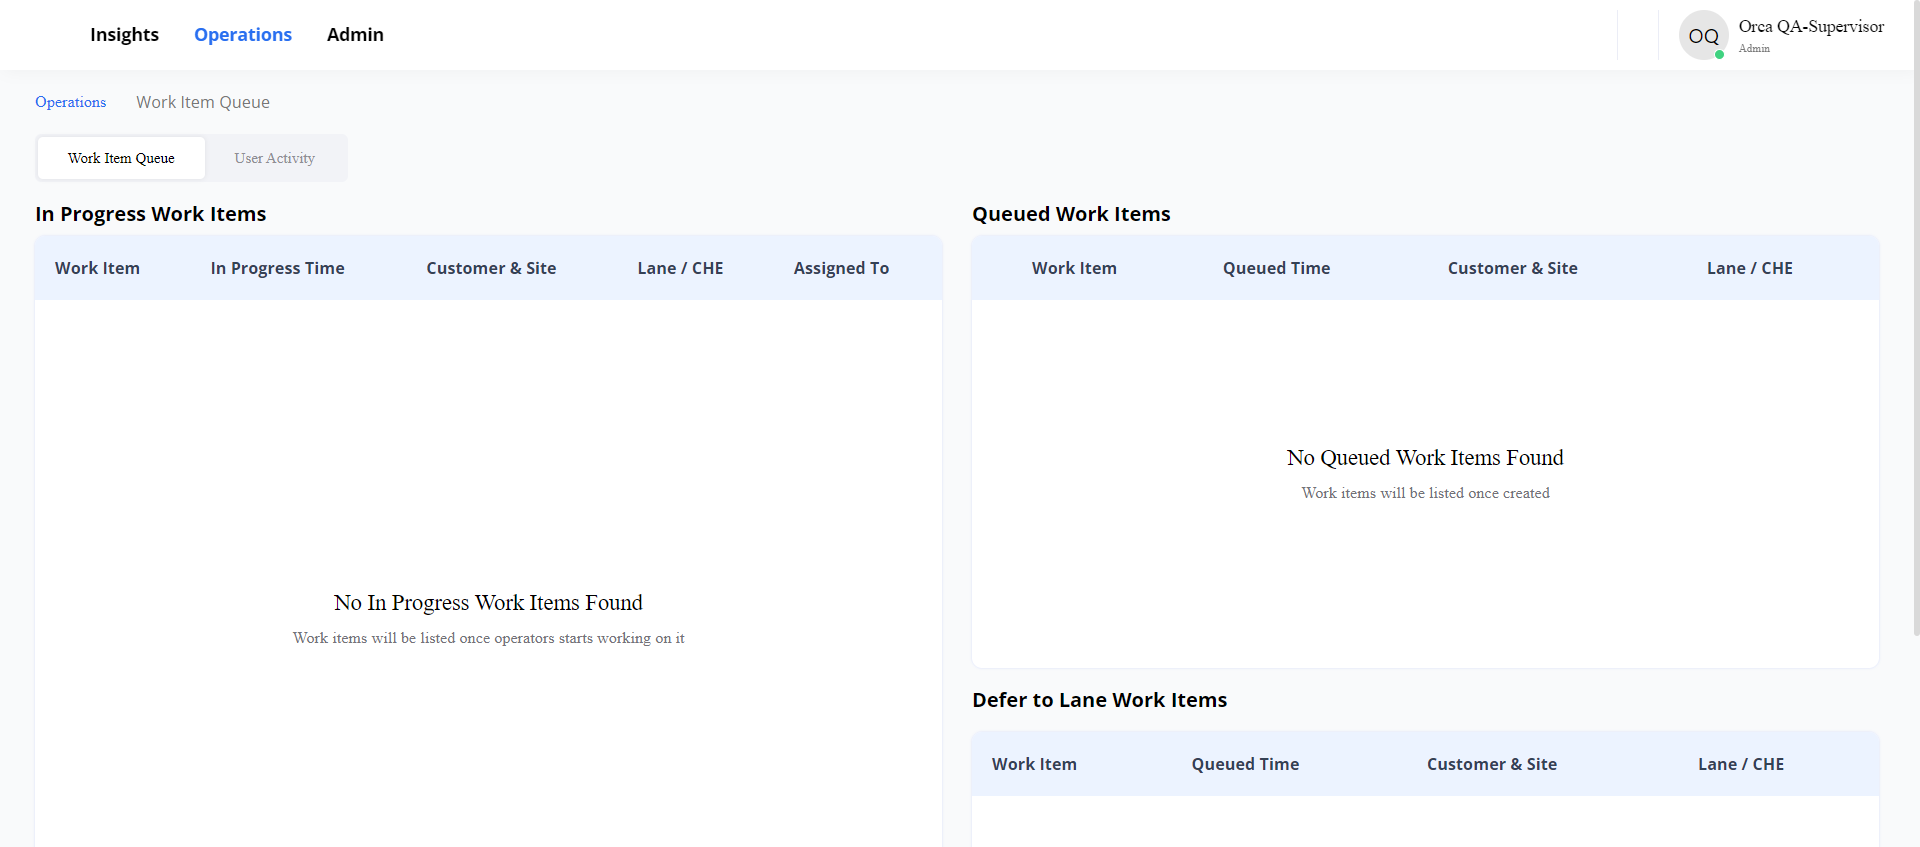 Insights Operations Admin
OQ
Orca QA-Supervisor
Admin
Operations Work Item Queue
Work Item Queue User Activity
In Progress Work Items
Work Item In Progress Time Customer & Site Lane / CHE Assigned To
No In Progress Work Items Found
Work items will be listed once operators starts working on it
Queued Work Items
Work Item Queued Time Customer & Site Lane / CHE
No Queued Work Items Found
Work items will be listed once created
Defer to Lane Work Items
Work Item Queued Time Customer & Site Lane / CHE